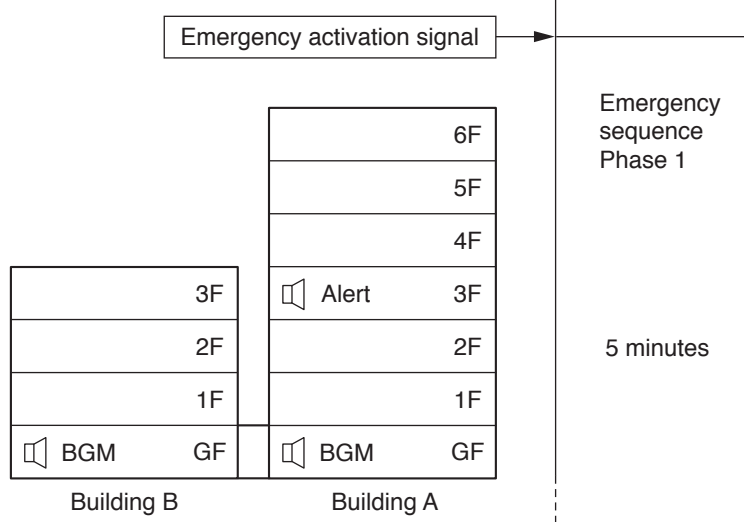 Emergency activation signal
Emergency
sequence
Phase 1
6F
5F
4F
3F
Alert 3F
2F
2F
5 minutes
1F
1F
BGM GF
BGM GF
Building B
Building A